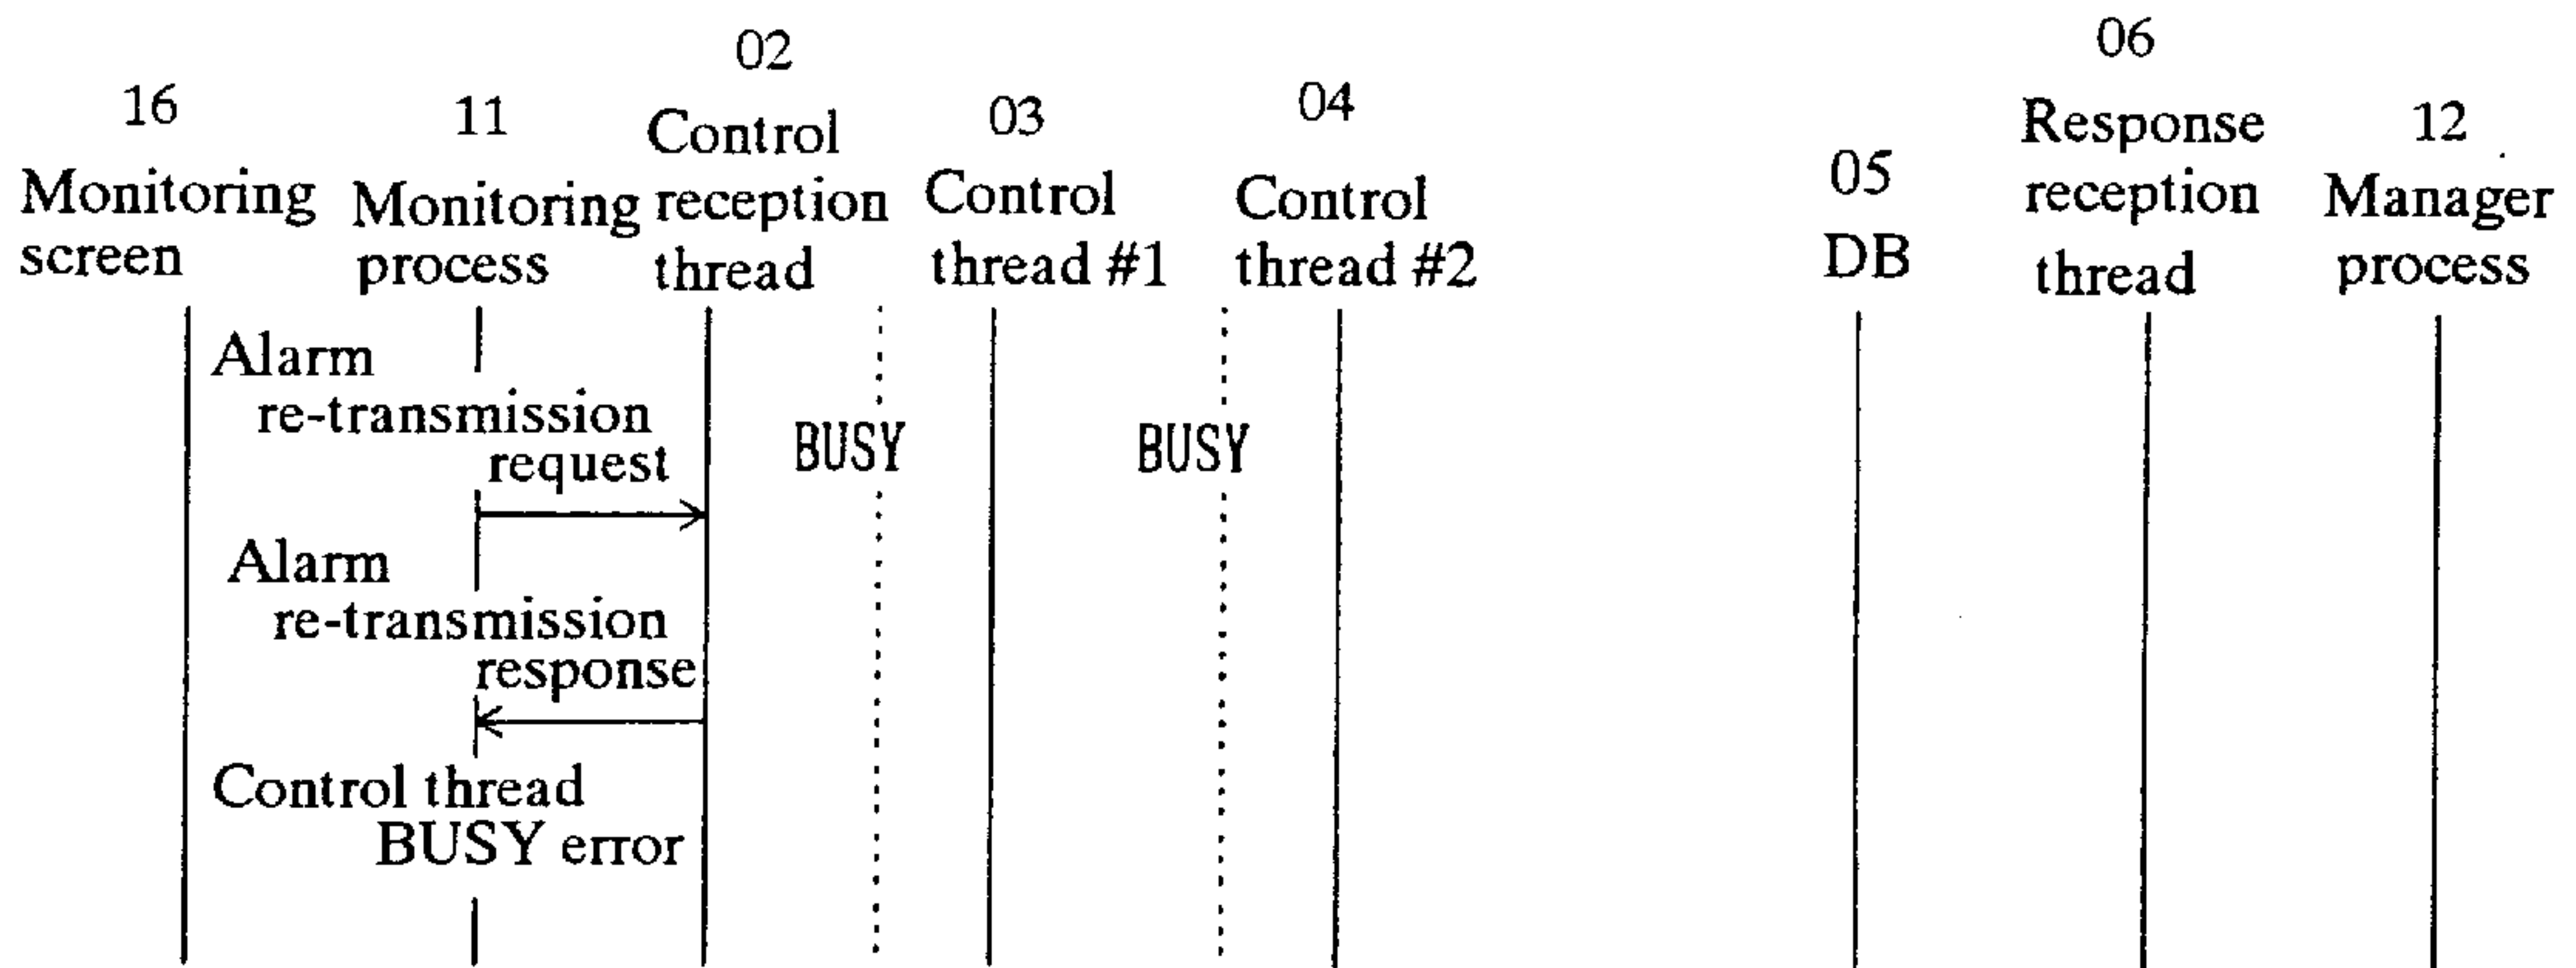 16
Monitoring
screen
11
Monitoring
process
02
Control
reception
thread
03
Control
thread #1
04
Control
thread #2
05
DB
06
Response
reception
thread
12
Manager
process
Alarm
re-transmission
request
BUSY
BUSY
Alarm
re-transmission
response
Control thread
BUSY error